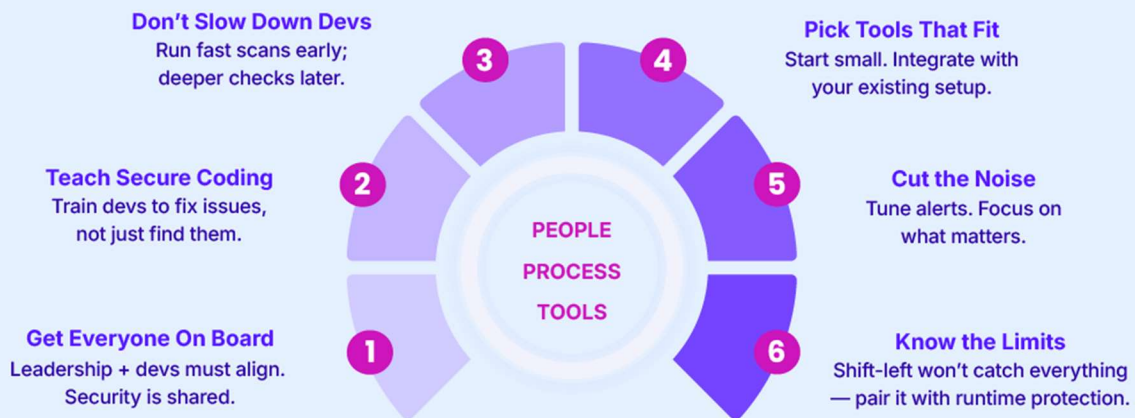 Don’t Slow Down Devs
Run fast scans early;
deeper checks later.
3
4
Pick Tools That Fit
Start small. Integrate with
your existing setup.
Teach Secure Coding
Train devs to fix issues,
not just find them.
2
5
Cut the Noise
Tune alerts. Focus on
what matters.
PEOPLE
PROCESS
TOOLS
Get Everyone On Board
Leadership + devs must align.
Security is shared.
1
6
Know the Limits
Shift-left won’t catch everything
— pair it with runtime protection.